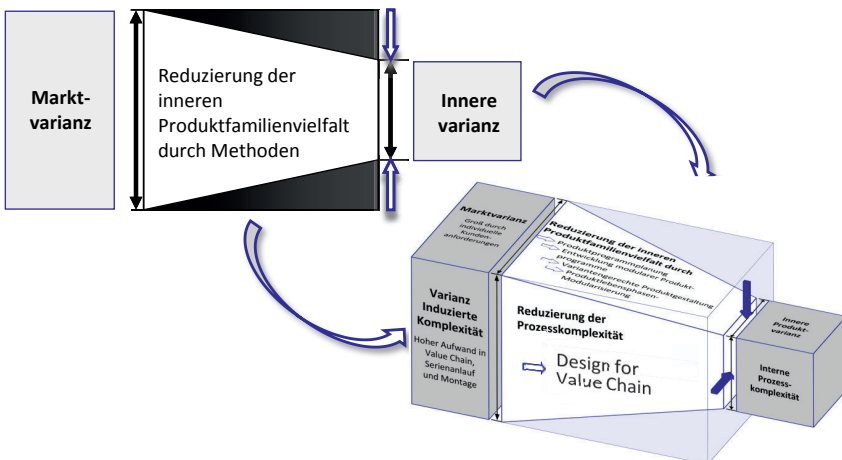 Markt-
varianz
Reduzierung der
inneren
Produktfamilienvielfalt
durch Methoden
Innere
varianz
Marktvarianz
Groß durch
individuelle
Kunden-
anforderungen
Reduzierung der inneren
Produktfamilienvielfalt durch
Produktprogrammplanung
Entwicklung modularer Produkt-
programme
Variantengerechte Produktgestaltung
Produktlebensphasen-
Modularisierung
Varianz
Induzierte
Komplexität
Hoher Aufwand in
Value Chain,
Serienanlauf
und Montage
Reduzierung der
Prozesskomplexität
Design for
Value Chain
Innere
Produkt-
varianz
Interne
Prozess-
komplexität